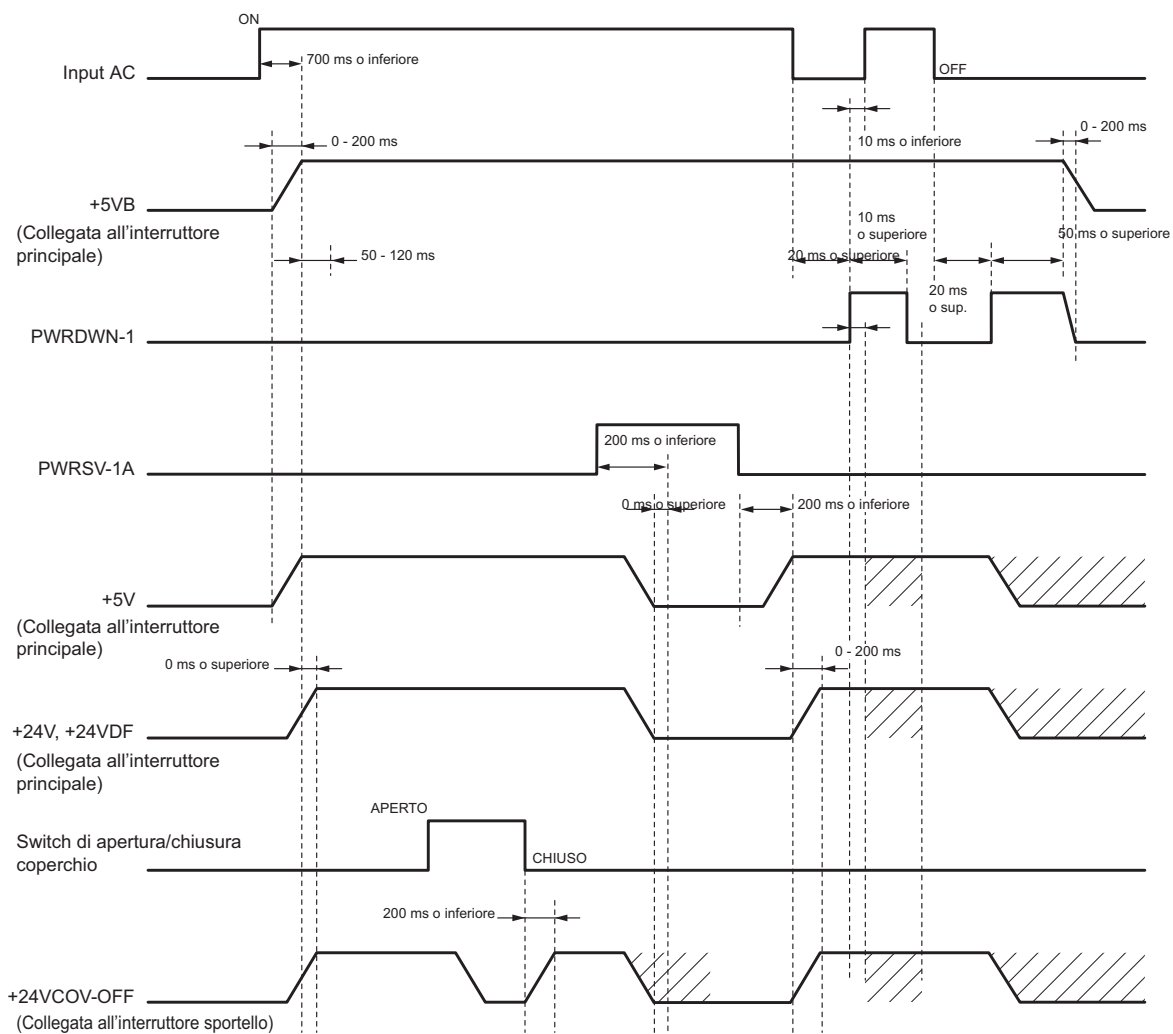 ON
Input AC
700 ms o inferiore
OFF
0 - 200 ms
10 ms o inferiore
0 - 200 ms
+5VB
(Collegata all'interruttore
principale)
10 ms
o superiore
50 ms o superiore
50 - 120 ms
20 ms o superiore
20 ms
o sup.
PWRDWN-1
200 ms o inferiore
PWRSV-1A
0 ms o superiore
200 ms o inferiore
+5V
(Collegata all'interruttore
principale)
0 ms o superiore
0 - 200 ms
+24V, +24VDF
(Collegata all'interruttore
principale)
APERTO
Switch di apertura/chiusura
coperchio
CHIUSO
200 ms o inferiore
+24VCOV-OFF
(Collegata all'interruttore sportello)